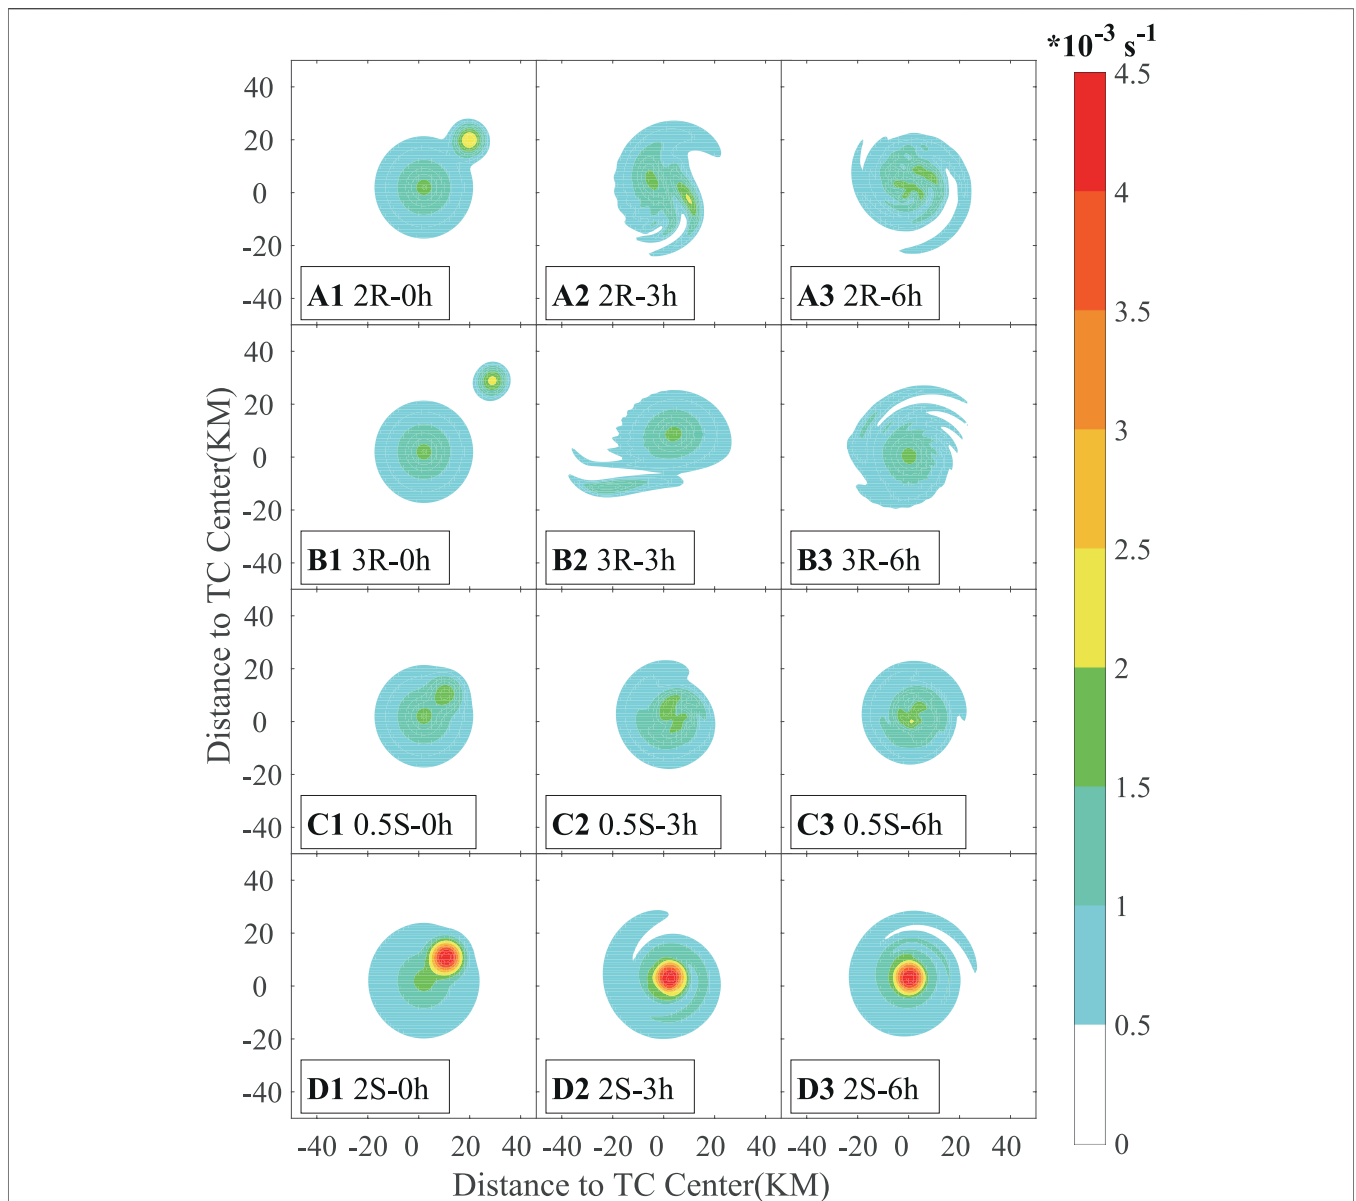 *10-3 s-1
40
20
0
-20
-40
A1 2R-0h
A2 2R-3h
A3 2R-6h
40
20
0
-20
-40
B1 3R-0h
B2 3R-3h
B3 3R-6h
40
20
0
-20
-40
C1 0.5S-0h
C2 0.5S-3h
C3 0.5S-6h
40
20
0
-20
-40
D1 2S-0h
D2 2S-3h
D3 2S-6h
-40 -20 0 20 40
-40 -20 0 20 40
-40 -20 0 20 40
Distance to TC Center(KM)
Distance to TC Center(KM)
4.5
4
3.5
3
2.5
2
1.5
1
0.5
0